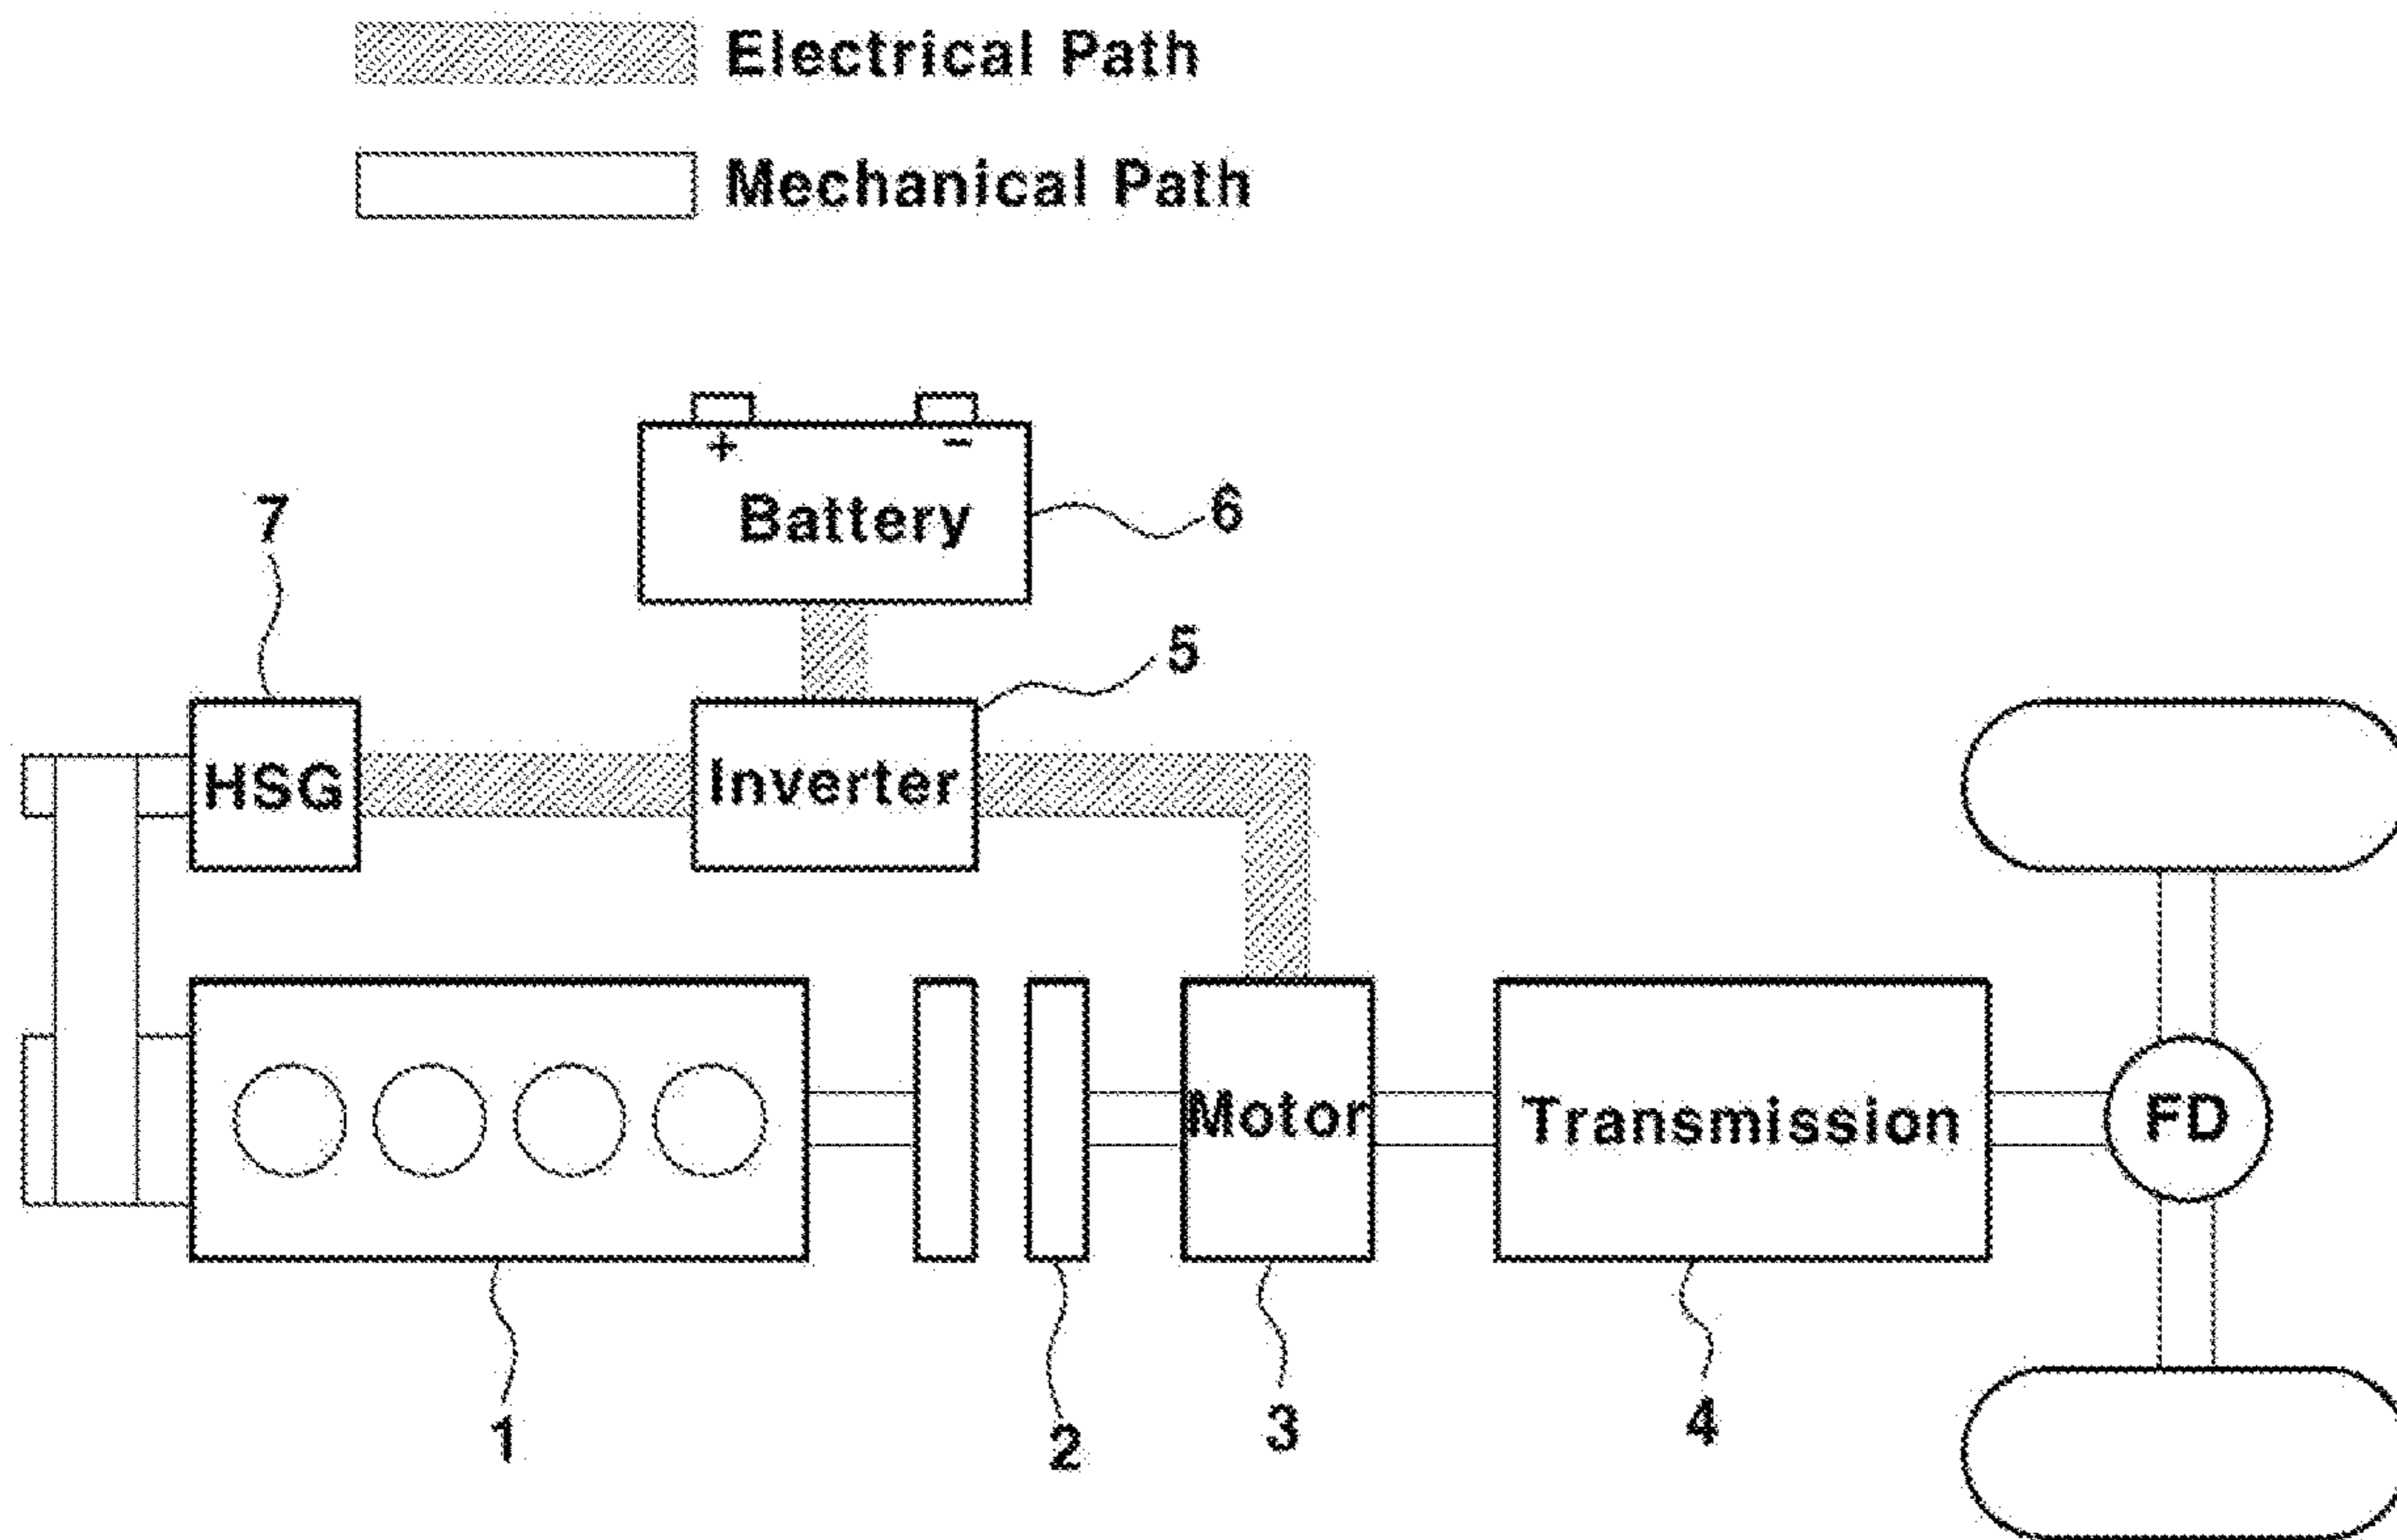 Electrical Path
Mechanical Path
+ −
Battery
6
7
5
HSG
Inverter
Motor
Transmission
FD
1
2
3
4